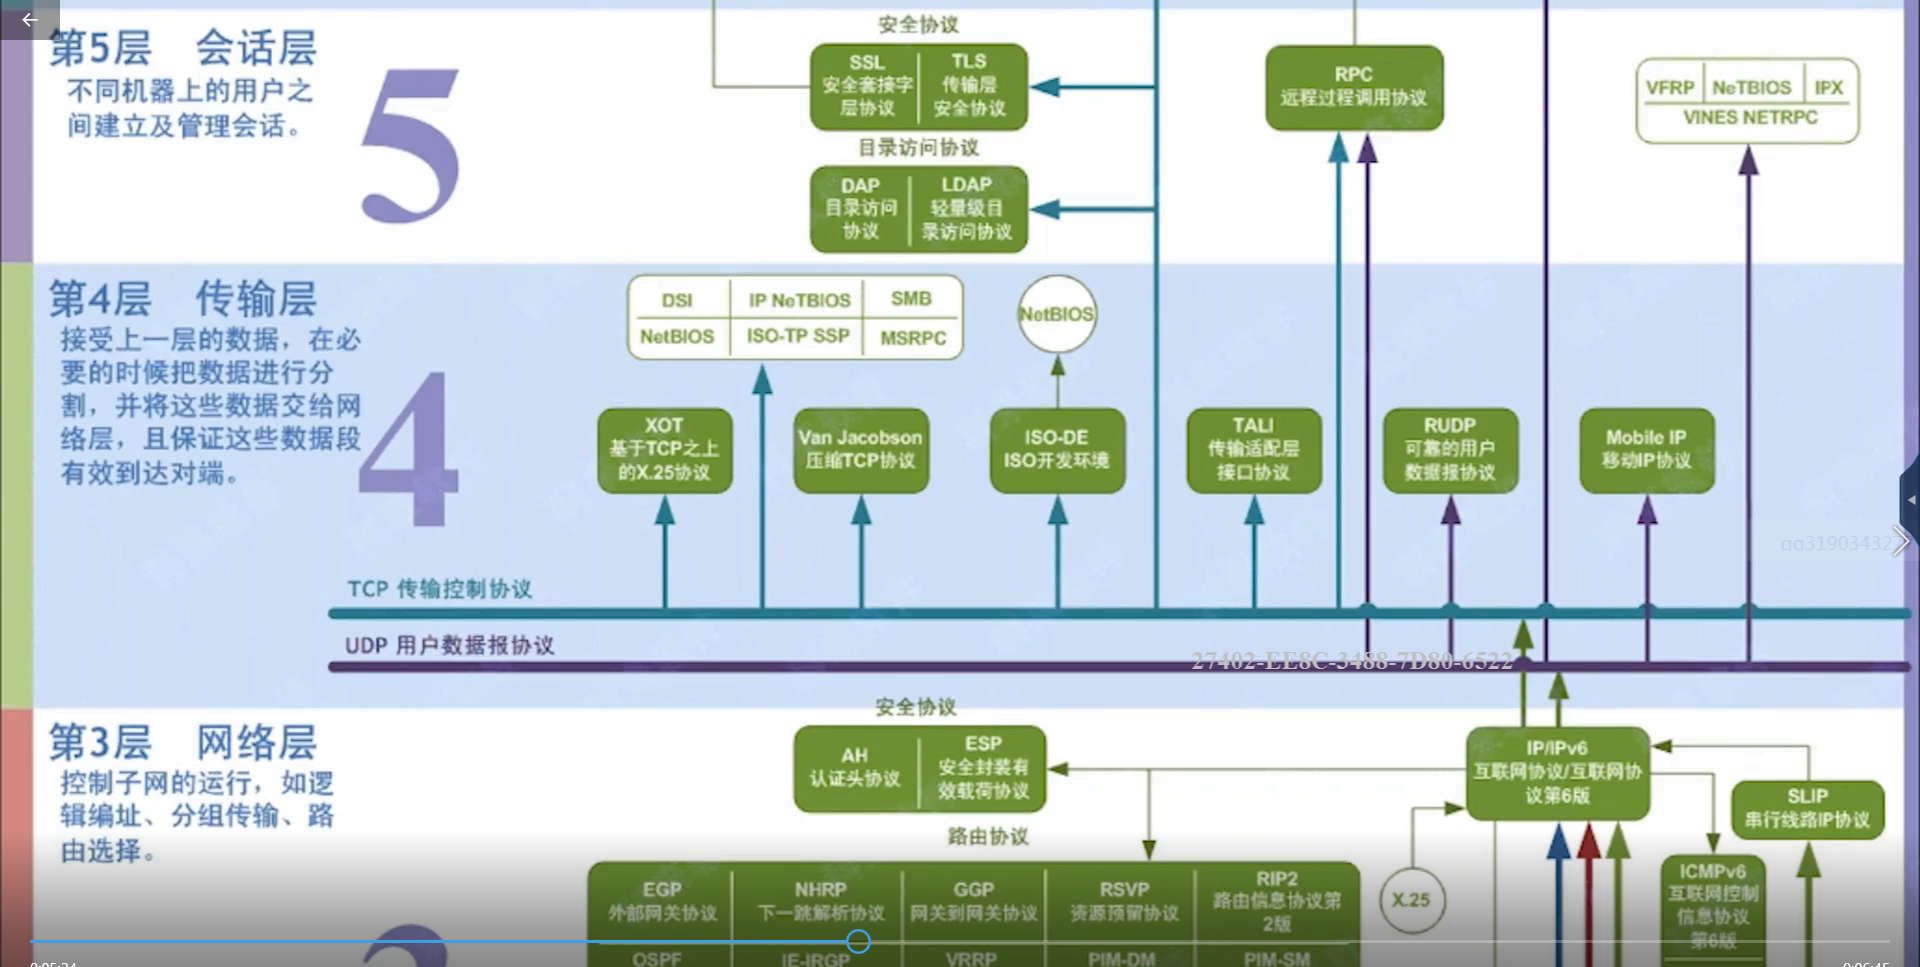 第5层 会话层
不同机器上的用户之
间建立及管理会话。
5
安全协议
SSL
安全套接字
层协议
TLS
传输层
安全协议
目录访问协议
DAP
目录访问
协议
LDAP
轻量级目
录访问协议
RPC
远程过程调用协议
VFRP NeTBIOS IPX
VINES NETRPC
第4层 传输层
接受上一层的数据，在必
要的时候把数据进行分
割，并将这些数据交给网
络层，且保证这些数据段
有效到达对端。
4
DSI IP NeTBIOS SMB
NetBIOS ISO-TP SSP MSRPC
NetBIOS
XOT
基于TCP之上
的X.25协议
Van Jacobson
压缩TCP协议
ISO-DE
ISO开发环境
TALI
传输适配层
接口协议
RUDP
可靠的用户
数据报协议
Mobile IP
移动IP协议
TCP 传输控制协议
UDP 用户数据报协议
27402-EE8C-3488-7D80-6522
第3层 网络层
控制子网的运行，如逻
辑编址、分组传输、路
由选择。
安全协议
AH
认证头协议
ESP
安全封装有
效载荷协议
路由协议
IP/IPv6
互联网协议/互联网协
议第6版
SLIP
串行线路IP协议
X.25
ICMPv6
互联网控制
信息协议
第6版
EGP
外部网关协议
NHRP
下一跳解析协议
GGP
网关到网关协议
RSVP
资源预留协议
RIP2
路由信息协议第
2版
OSPF IE-IRGP VRRP PIM-DM PIM-SM